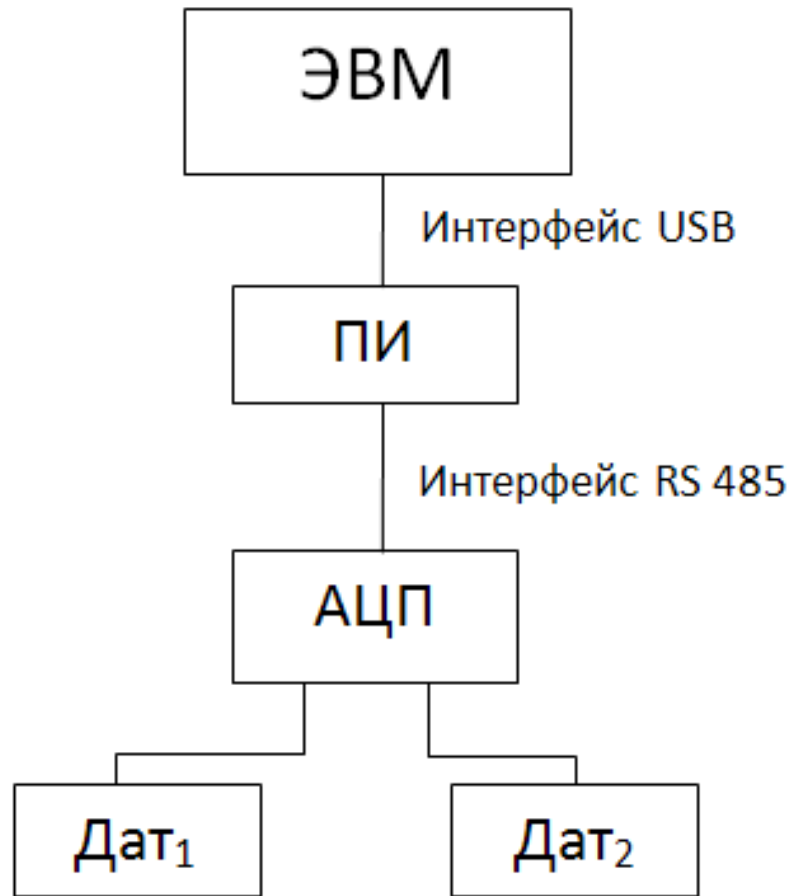 ЭВМ
Интерфейс USB
ПИ
Интерфейс RS 485
АЦП
Дат₁
Дат₂